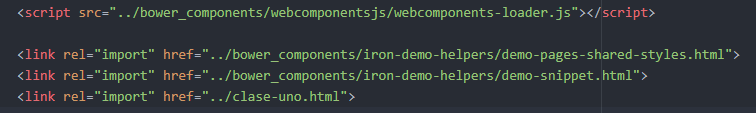 <script src="../bower_components/webcomponentsjs/webcomponents-loader.js"></script>
<link rel="import" href="../bower_components/iron-demo-helpers/demo-pages-shared-styles.html">
<link rel="import" href="../bower_components/iron-demo-helpers/demo-snippet.html">
<link rel="import" href="../clase-uno.html">